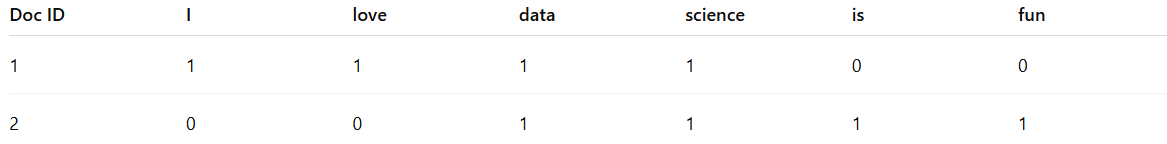 Doc ID I love data science is fun
1 1 1 1 1 0 0
2 0 0 1 1 1 1